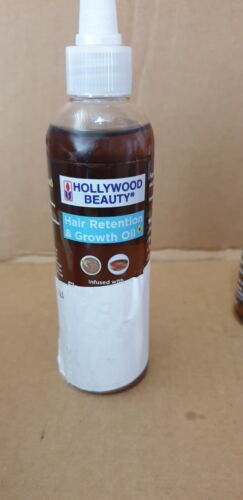 HOLLYWOOD
BEAUTY®
Hair Retention
& Growth Oil
Infused with